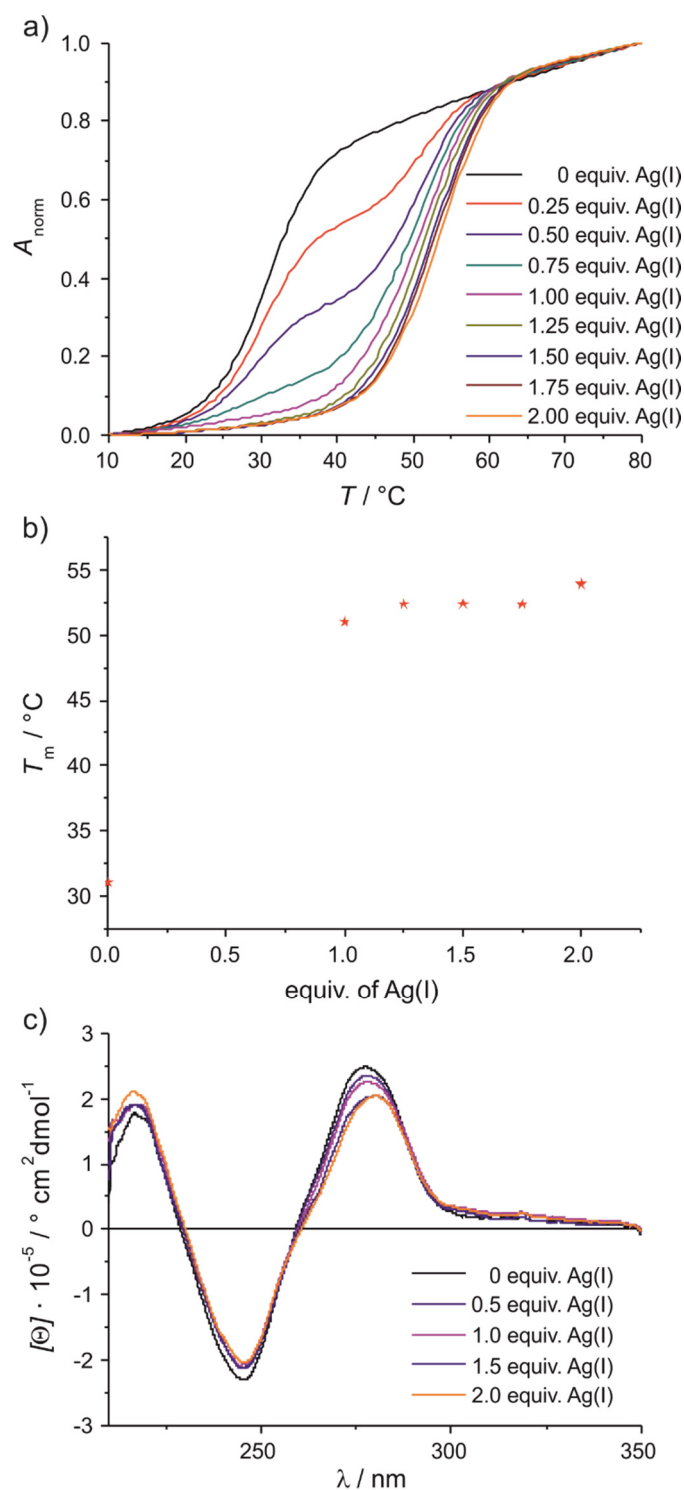 a)
1.0
0.8
0.6
0.4
0.2
0.0
A norm
0 equiv. Ag(I)
0.25 equiv. Ag(I)
0.50 equiv. Ag(I)
0.75 equiv. Ag(I)
1.00 equiv. Ag(I)
1.25 equiv. Ag(I)
1.50 equiv. Ag(I)
1.75 equiv. Ag(I)
2.00 equiv. Ag(I)
10 20 30 40 50 60 70 80
T / °C
b)
55
50
45
40
35
30
Tm / °C
0.0 0.5 1.0 1.5 2.0
equiv. of Ag(I)
c)
3
2
1
0
-1
-2
-3
[Θ] · 10⁻⁵ / ° cm² dmol⁻¹
0 equiv. Ag(I)
0.5 equiv. Ag(I)
1.0 equiv. Ag(I)
1.5 equiv. Ag(I)
2.0 equiv. Ag(I)
250 300 350
λ / nm